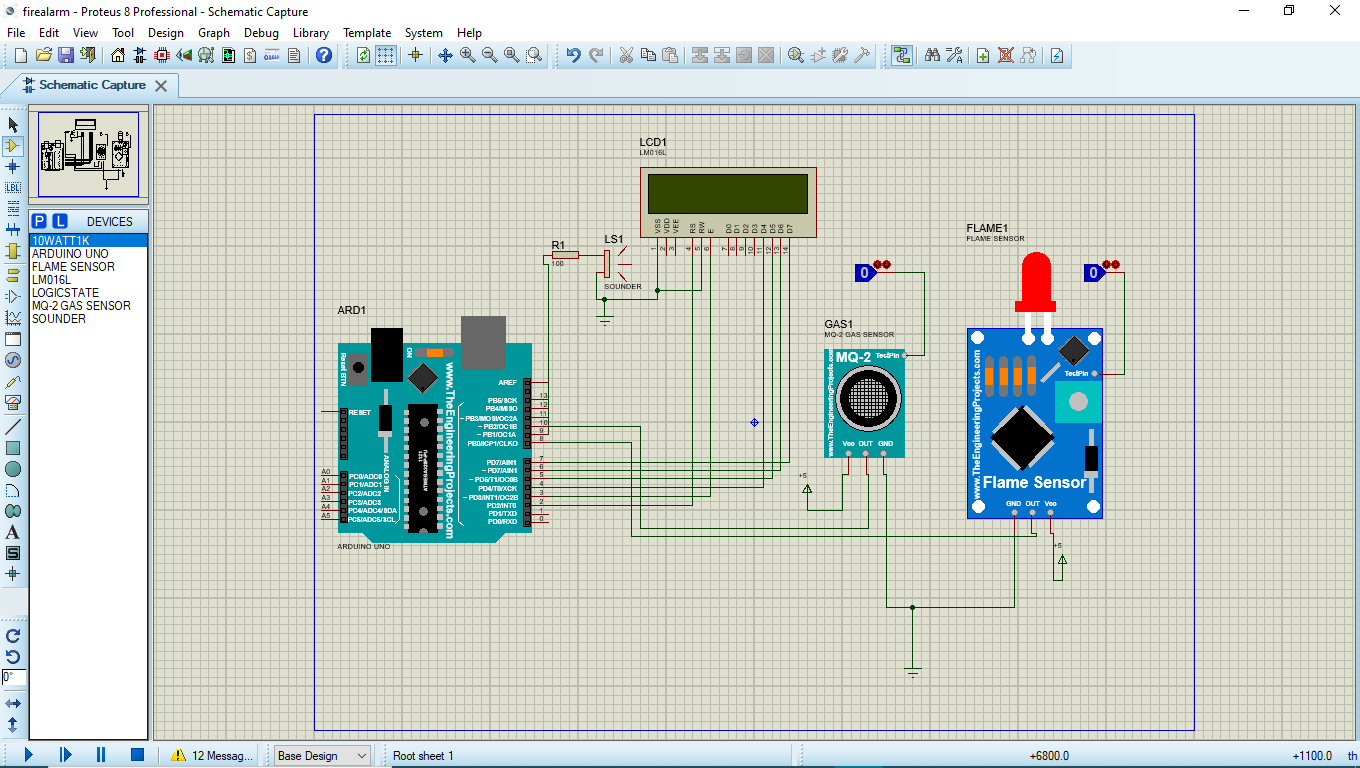 firealarm - Proteus 8 Professional - Schematic Capture
File Edit View Tool Design Graph Debug Library Template System Help
Schematic Capture
P L DEVICES
10WATT1K
ARDUINO UNO
FLAME SENSOR
LM016L
LOGICSTATE
MQ-2 GAS SENSOR
SOUNDER
LBL
A
S
0°
LCD1
LM016L
VSS
VDD
VEE
RS
RW
E
D0
D1
D2
D3
D4
D5
D6
D7
1
2
3
4
5
6
7
8
9
10
11
12
13
14
R1
100
LS1
SOUNDER
ARD1
ARDUINO UNO
Reset BTN
ON
www.TheEngineeringProjects.com
ANALOG IN
RESET
AREF
PB5/SCK
PB4/MISO
~ PB3/MOSI/OC2A
~ PB2/OC1B
~ PB1/OC1A
PB0/ICP1/CLKO
PD7/AIN1
~ PD7/AIN1
~ PD5/T1/OC0B
PD4/T0/XCK
~ PD3/INT1/OC2B
PD2/INT0
PD1/TXD
PD0/RXD
13
12
11
10
9
8
7
6
5
4
3
2
1
0
A0
A1
A2
A3
A4
A5
PC0/ADC0
PC1/ADC1
PC2/ADC2
PC3/ADC3
PC4/ADC4/SDA
PC5/ADC5/SCL
0
GAS1
MQ-2 GAS SENSOR
MQ-2 TestPin
www.TheEngineeringProjects.com
Vcc OUT GND
+5
FLAME1
FLAME SENSOR
0
TestPin
www.TheEngineeringProjects.com
Flame Sensor
GND OUT Vcc
+5
12 Messag...
Base Design
Root sheet 1
+6800.0
+1100.0
th